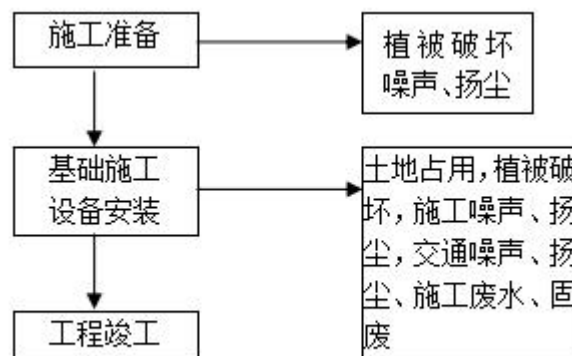 施工准备
植被破坏
噪声、扬尘
基础施工
设备安装
土地占用,植被破
坏,施工噪声、扬
尘,交通噪声、扬
尘、施工废水、固
废
工程竣工